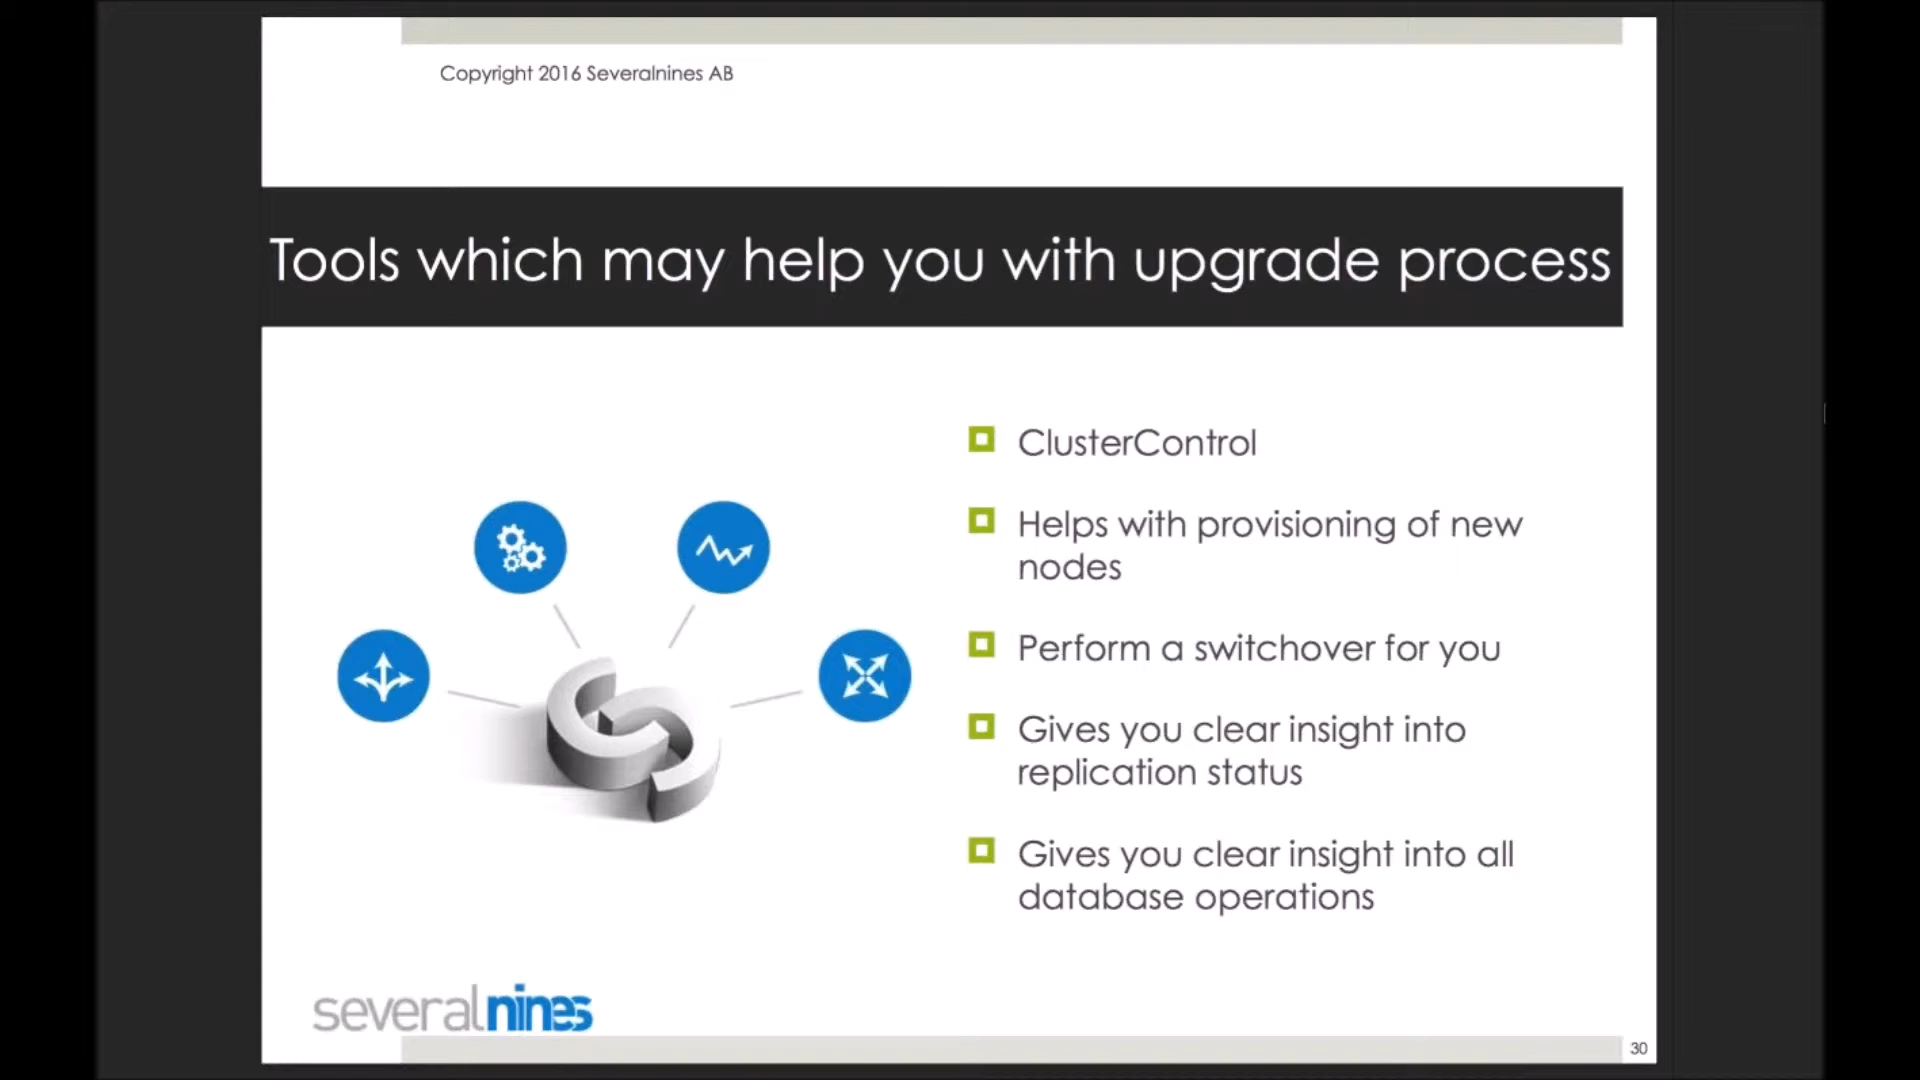 Copyright 2016 Severalnines AB
Tools which may help you with upgrade process
ClusterControl
Helps with provisioning of new
nodes
Perform a switchover for you
Gives you clear insight into
replication status
Gives you clear insight into all
database operations
severalnines
30